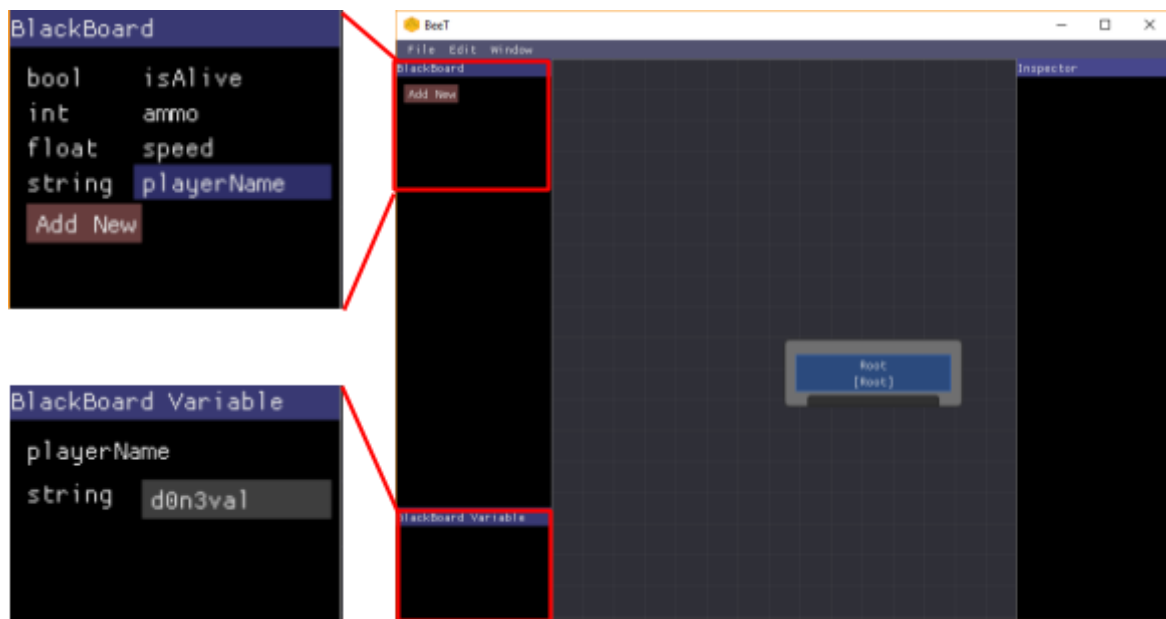 BlackBoard
bool isAlive
int ammo
float speed
string playerName
Add New
BlackBoard Variable
playerName
string d0n3val
BeeT
File Edit Window
BlackBoard
Inspector
Add New
Root
[Root]
BlackBoard Variable